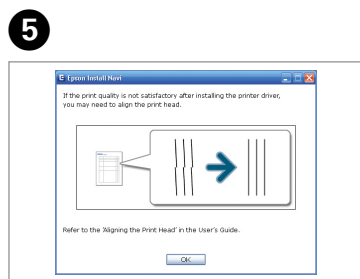 5
E Epson Install Navi
If the print quality is not satisfactory after installing the printer driver,
you may need to align the print head.
Refer to the 'Aligning the Print Head' in the User's Guide.
OK